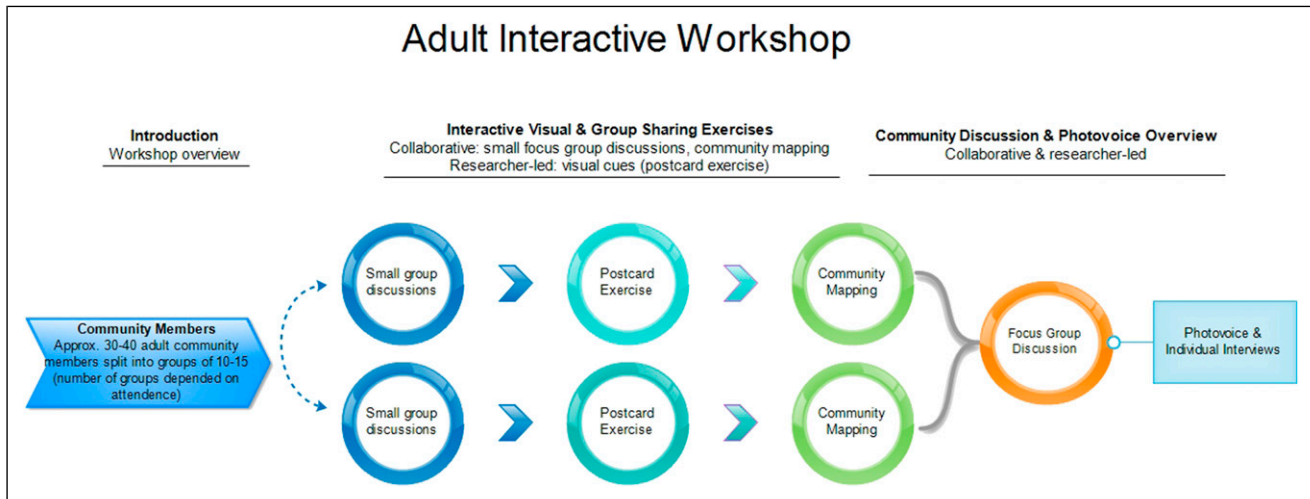 Adult Interactive Workshop
Introduction
Workshop overview
Interactive Visual & Group Sharing Exercises
Collaborative: small focus group discussions, community mapping
Researcher-led: visual cues (postcard exercise)
Community Discussion & Photovoice Overview
Collaborative & researcher-led
Community Members
Approx. 30-40 adult community
members split into groups of 10-15
(number of groups depended on
attendence)
Small group
discussions
Postcard
Exercise
Community
Mapping
Small group
discussions
Postcard
Exercise
Community
Mapping
Focus Group
Discussion
Photovoice &
Individual Interviews